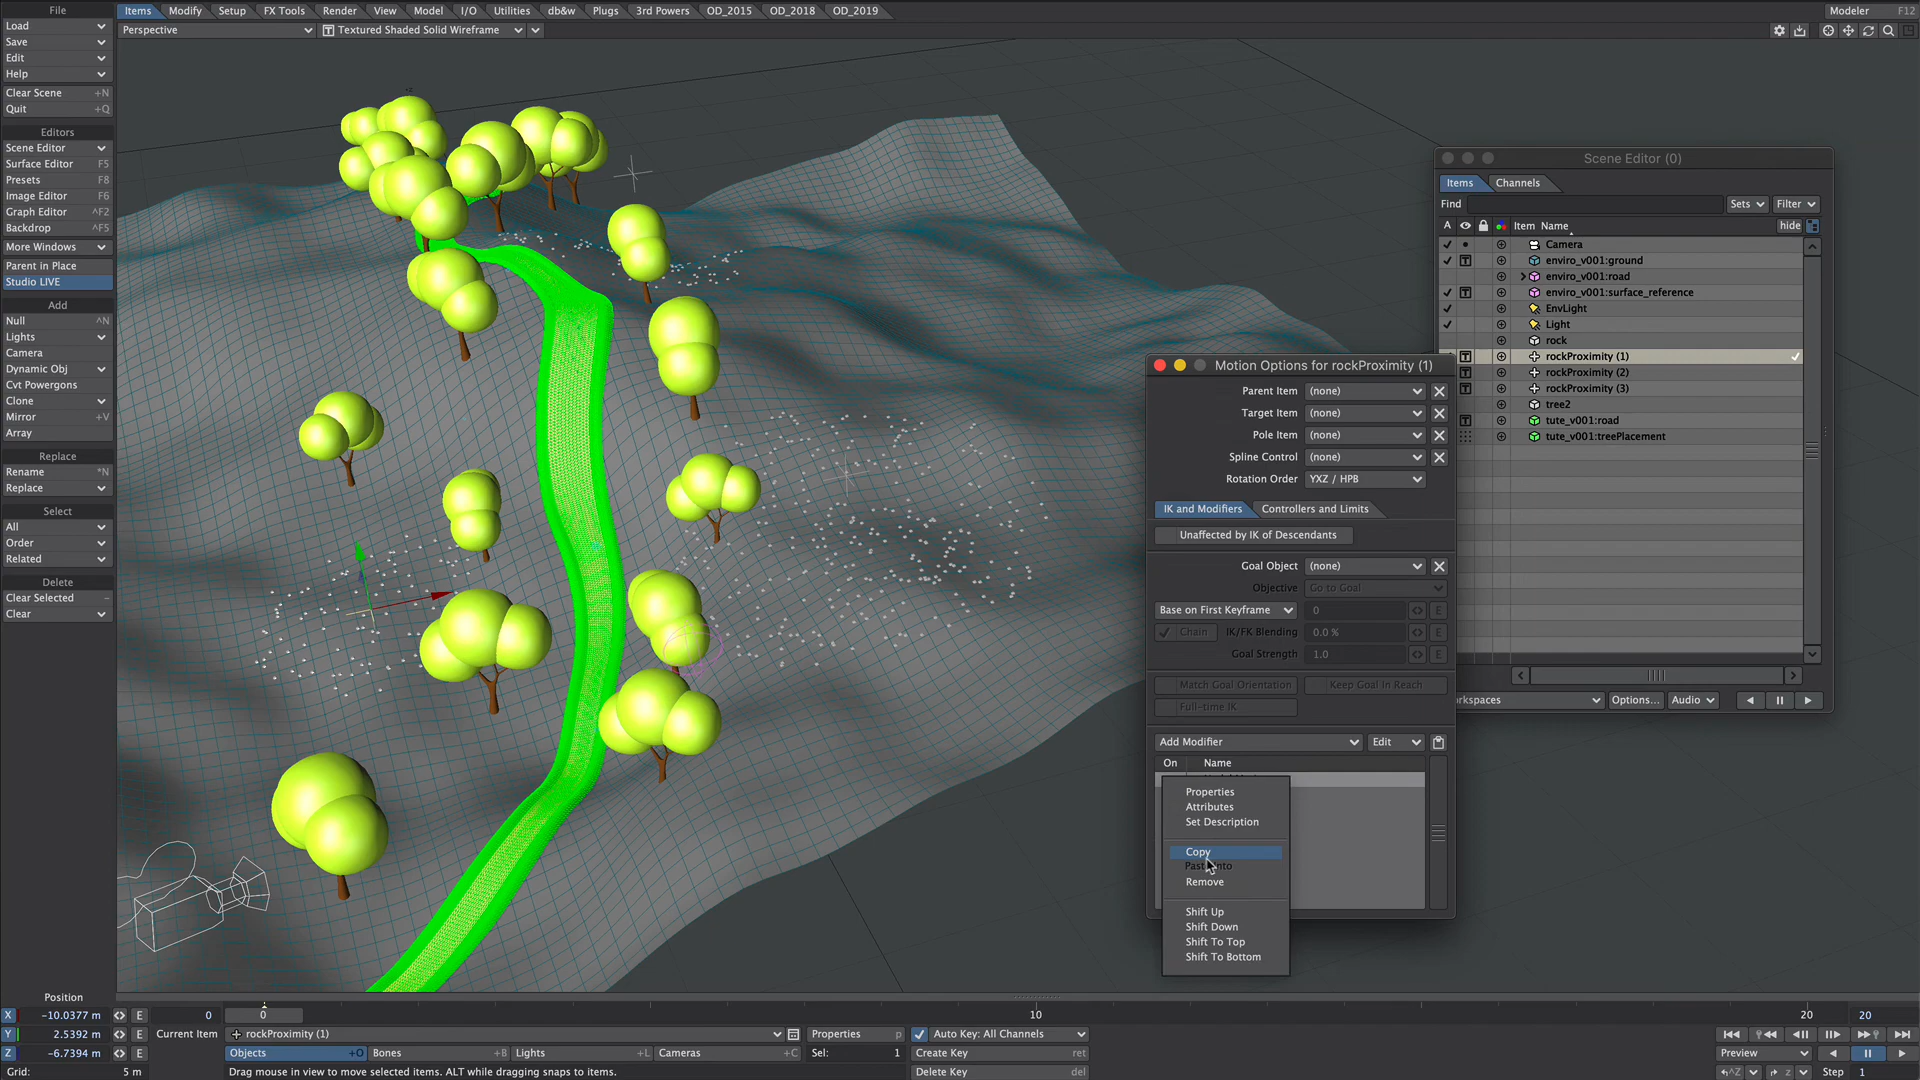 File
Items
Modify
Setup
FX Tools
Render
View
Model
I/O
Utilities
db&w
Plugs
3rd Powers
OD_2015
OD_2018
OD_2019
Modeler F12
Load
Save
Edit
Help
Clear Scene +N
Quit +Q
Editors
Scene Editor
Surface Editor F5
Presets F8
Image Editor F6
Graph Editor ^F2
Backdrop ^F5
More Windows
Parent in Place
Studio LIVE
Add
Null ^N
Lights
Camera
Dynamic Obj
Cvt Powergons
Clone
Mirror +V
Array
Replace
Rename *N
Replace
Select
All
Order
Related
Delete
Clear Selected −
Clear
Perspective
T Textured Shaded Solid Wireframe
Scene Editor (0)
Items
Channels
Find
Sets
Filter
A Item Name hide
Camera
enviro_v001:ground
enviro_v001:road
enviro_v001:surface_reference
EnvLight
Light
rock
rockProximity (1)
rockProximity (2)
rockProximity (3)
tree2
tute_v001:road
tute_v001:treePlacement
rkspaces
Options...
Audio
Motion Options for rockProximity (1)
Parent Item (none)
Target Item (none)
Pole Item (none)
Spline Control (none)
Rotation Order YXZ / HPB
IK and Modifiers
Controllers and Limits
Unaffected by IK of Descendants
Goal Object (none)
Objective Go to Goal
Base on First Keyframe 0 E
Chain IK/FK Blending 0.0 % E
Goal Strength 1.0 E
Match Goal Orientation
Keep Goal In Reach
Full-time IK
Add Modifier
Edit
On Name
Properties
Attributes
Set Description
Copy
Remove
Shift Up
Shift Down
Shift To Top
Shift To Bottom
Position
X -10.0377 m E
Y 2.5392 m E
Z -6.7394 m E
Grid: 5 m
0
0
10
20
20
Current Item rockProximity (1)
Properties p
Auto Key: All Channels
Objects +O
Bones +B
Lights +L
Cameras +C
Sel: 1
Create Key ret
Delete Key del
Drag mouse in view to move selected items. ALT while dragging snaps to items.
Preview
^Z
z
Step 1